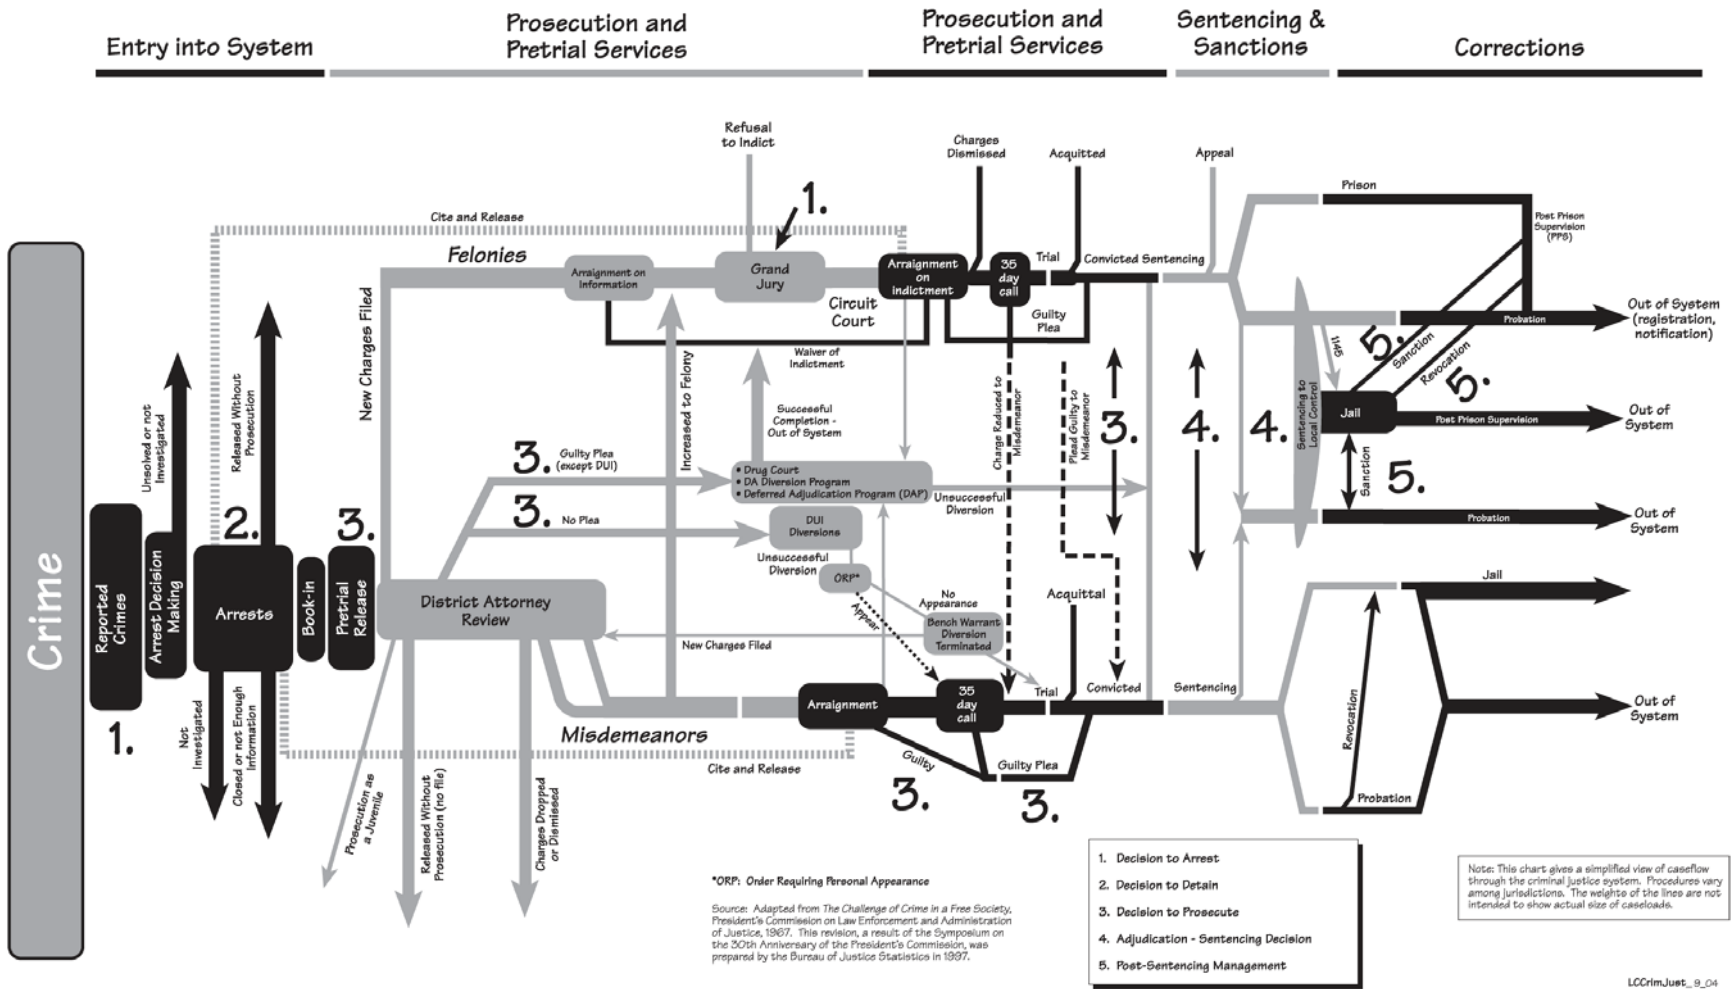 Entry into System
Prosecution and
Pretrial Services
Prosecution and
Pretrial Services
Sentencing &
Sanctions
Corrections
Refusal
to Indict
Charges
Dismissed
Acquitted
Appeal
Prison
Post Prison
Supervision
(PPS)
1.
Cite and Release
Felonies
Arraignment on
Information
Grand
Jury
Arraignment
on
indictment
35
day
call
Trial
Convicted
Sentencing
Circuit
Court
Guilty
Plea
Waiver of
Indictment
New Charges Filed
Increased to Felony
Successful
Completion -
Out of System
Charge Reduced to
Misdemeanor
Plead Guilty to
Misdemeanor
3.
4.
4.
Sentencing to
Local Control
1145
5.
Sanction
Revocation
5.
Probation
Out of System
(registration,
notification)
Jail
Post Prison Supervision
Out of
System
Sanction
5.
Probation
Out of
System
Unsolved or not
Investigated
Released Without
Prosecution
3.
Guilty Plea
(except DUI)
3.
No Plea
• Drug Court
• DA Diversion Program
• Deferred Adjudication Program (DAP)
Unsuccessful
Diversion
DUI
Diversions
Unsuccessful
Diversion
ORP*
Appear
No
Appearance
Bench Warrant
Diversion
Terminated
New Charges Filed
Acquittal
Crime
Reported
Crimes
1.
Arrest Decision
Making
2.
Arrests
Book-in
3.
Pretrial
Release
District Attorney
Review
Not
Investigated
Closed or not Enough
Information
Prosecution as
a Juvenile
Released Without
Prosecution (no file)
Charges Dropped
or Dismissed
Misdemeanors
Cite and Release
Arraignment
35
day
call
Trial
Convicted
Sentencing
Guilty
3.
Guilty Plea
3.
Jail
Revocation
Probation
Out of
System
*ORP: Order Requiring Personal Appearance
Source: Adapted from The Challenge of Crime in a Free Society,
President's Commission on Law Enforcement and Administration
of Justice, 1967. This revision, a result of the Symposium on
the 30th Anniversary of the President's Commission, was
prepared by the Bureau of Justice Statistics in 1997.
1. Decision to Arrest
2. Decision to Detain
3. Decision to Prosecute
4. Adjudication - Sentencing Decision
5. Post-Sentencing Management
Note: This chart gives a simplified view of caseflow
through the criminal justice system. Procedures vary
among jurisdictions. The weights of the lines are not
intended to show actual size of caseloads.
LCCrimJust_9_04